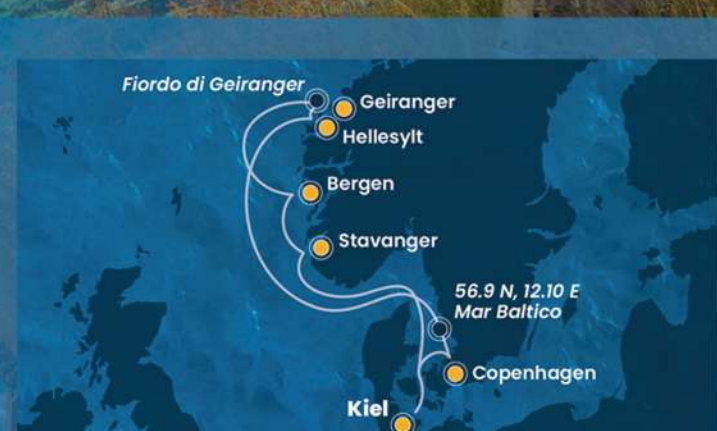 Fiordo di Geiranger
Geiranger
Hellesylt
Bergen
Stavanger
56.9 N, 12.10 E
Mar Baltico
Copenhagen
Kiel